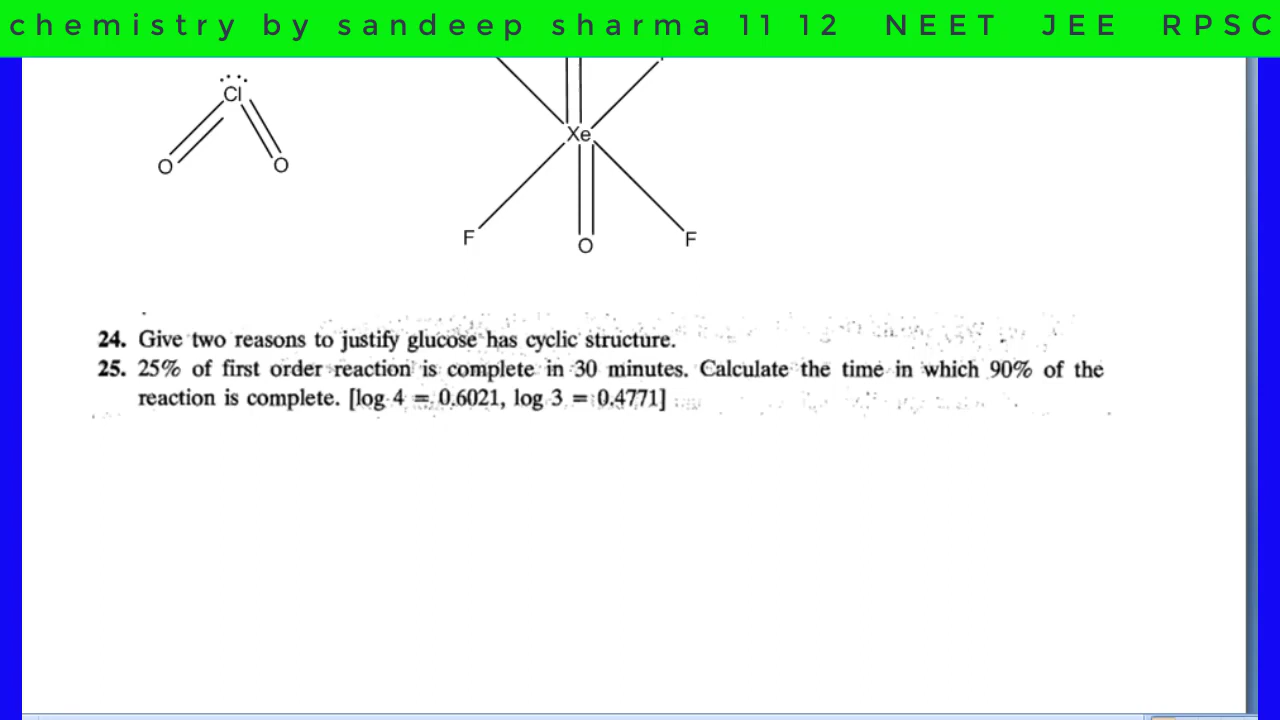 chemistry by sandeep sharma 11 12 NEET JEE RPSC
Cl
O O
Xe
F O F
24. Give two reasons to justify glucose has cyclic structure.
25. 25% of first order reaction is complete in 30 minutes. Calculate the time in which 90% of the
reaction is complete. [log 4 = 0.6021, log 3 = 0.4771]